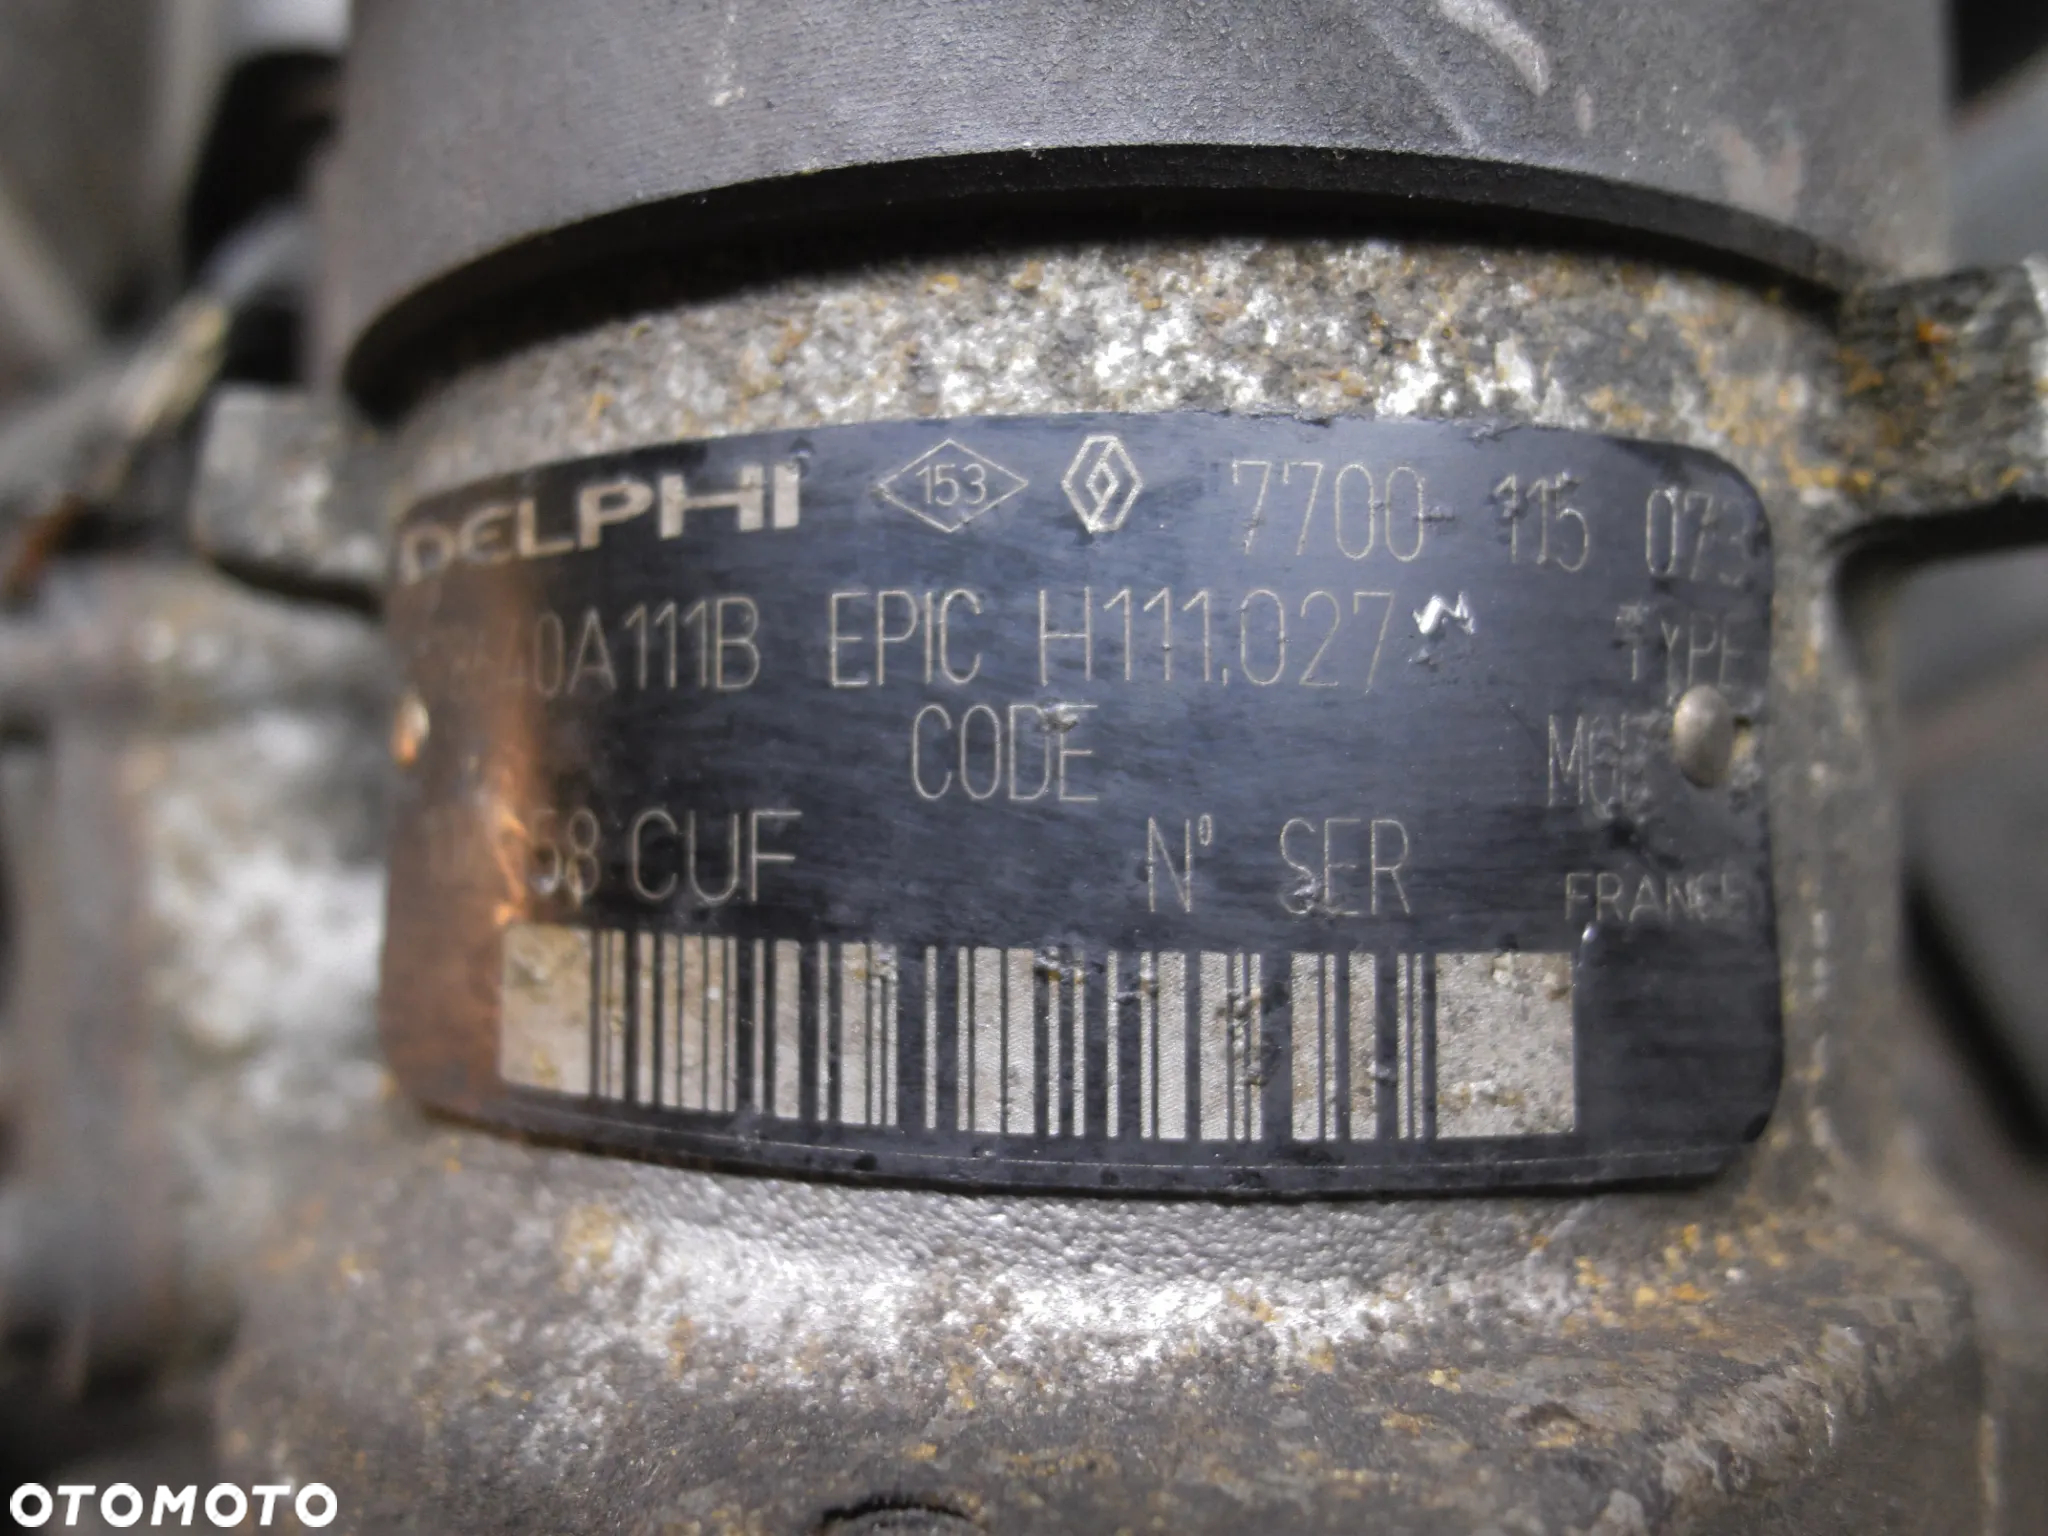 DELPHI 153 7700 115 073
0A111B EPIC H111.027 TYPE
CODE
58 CUF N° SER FRANCE
OTOMOTO